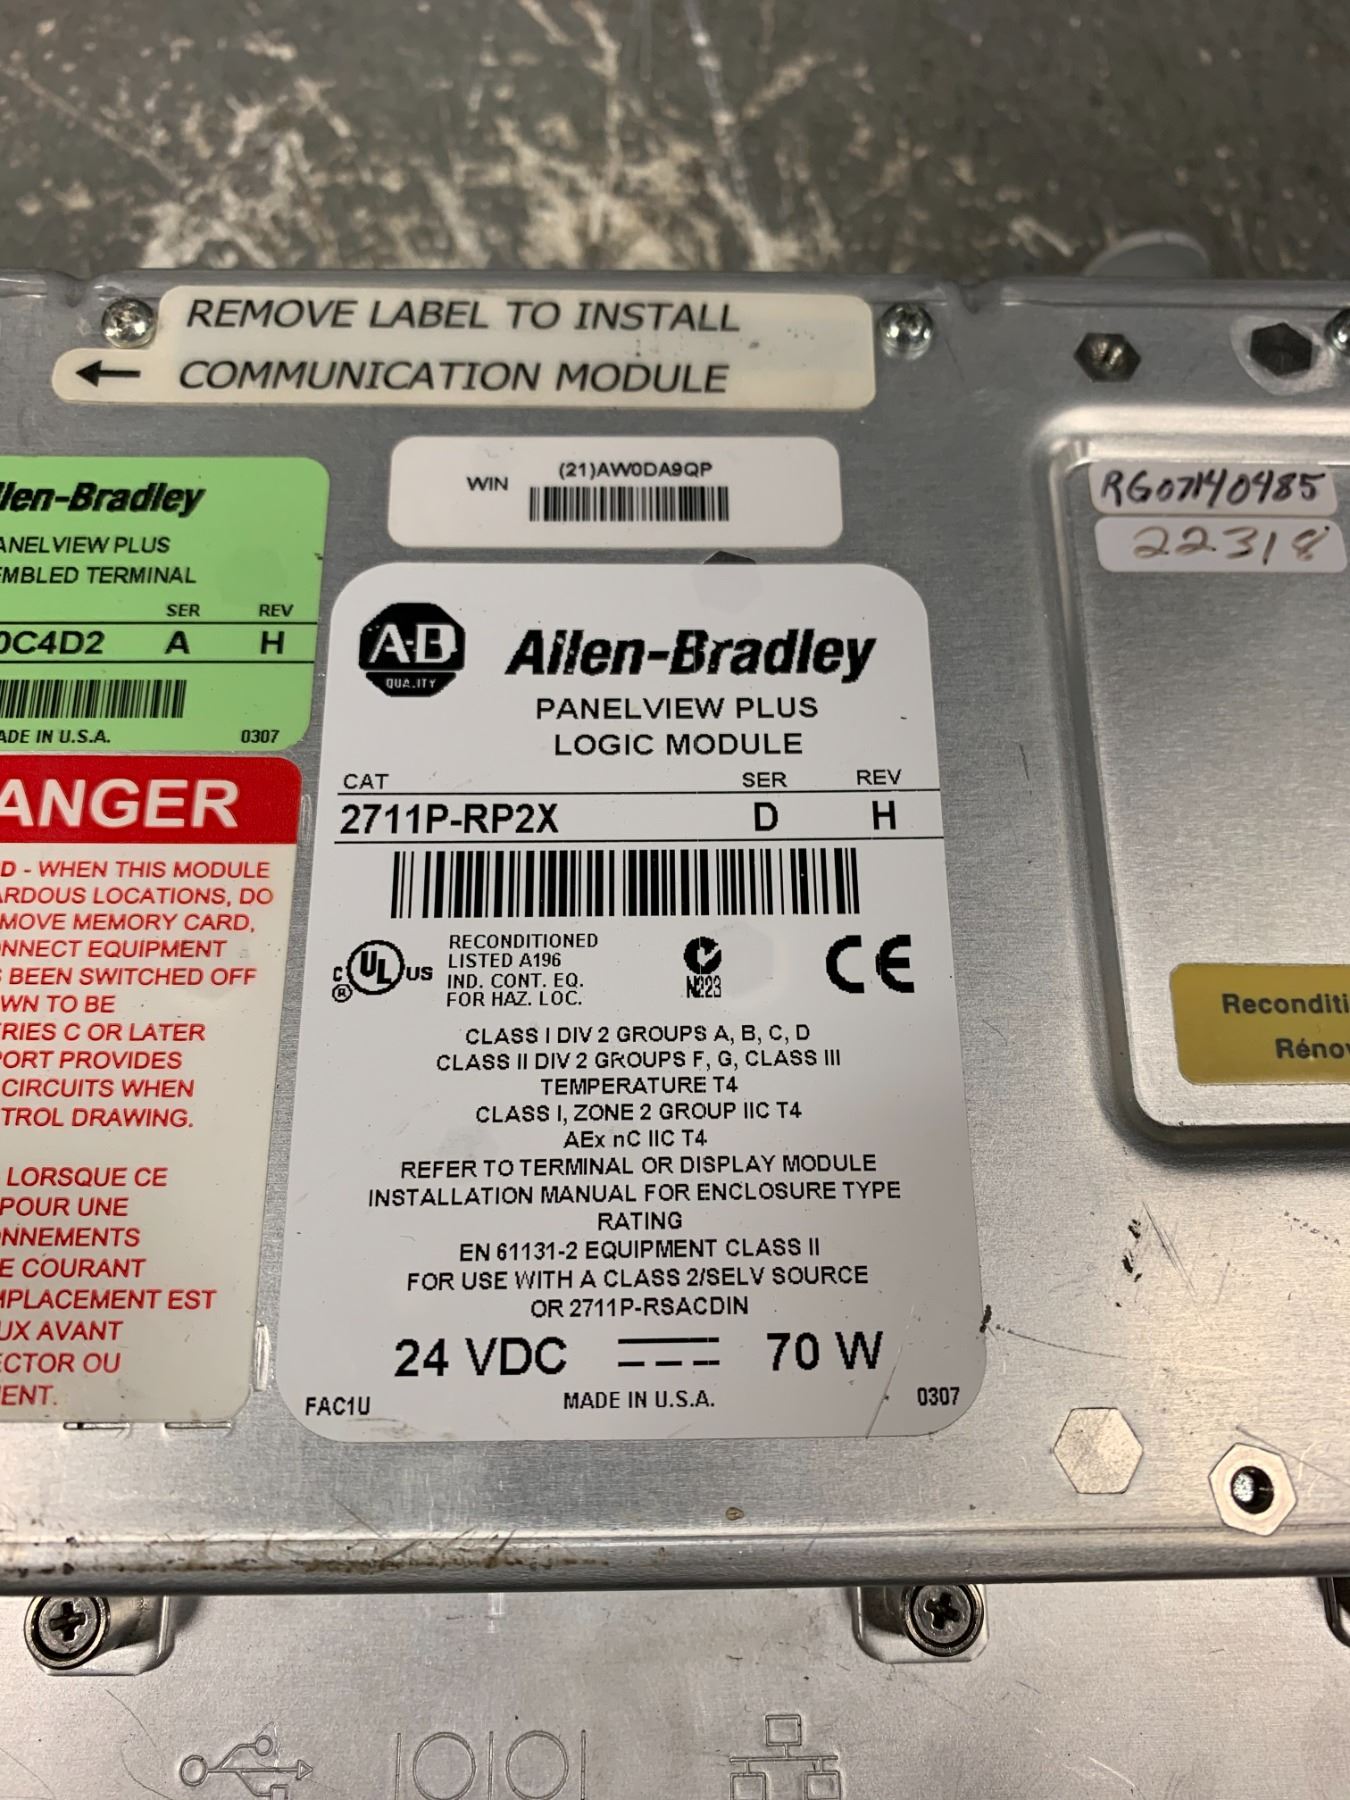 REMOVE LABEL TO INSTALL
COMMUNICATION MODULE
WIN
(21)AW0DA9QP
RG07140485
22318
llen-Bradley
ANELVIEW PLUS
EMBLED TERMINAL
SER REV
0C4D2 A H
ADE IN U.S.A. 0307
ANGER
D - WHEN THIS MODULE
ARDOUS LOCATIONS, DO
MOVE MEMORY CARD,
ONNECT EQUIPMENT
S BEEN SWITCHED OFF
OWN TO BE
ERIES C OR LATER
PORT PROVIDES
CIRCUITS WHEN
TROL DRAWING.
LORSQUE CE
POUR UNE
ONNEMENTS
E COURANT
MPLACEMENT EST
UX AVANT
ECTOR OU
MENT.
A-B
QUALITY
Allen-Bradley
PANELVIEW PLUS
LOGIC MODULE
CAT SER REV
2711P-RP2X D H
C UL US ®
RECONDITIONED
LISTED A196
IND. CONT. EQ.
FOR HAZ. LOC.
N223
CE
CLASS I DIV 2 GROUPS A, B, C, D
CLASS II DIV 2 GROUPS F, G, CLASS III
TEMPERATURE T4
CLASS I, ZONE 2 GROUP IIC T4
AEx nC IIC T4
REFER TO TERMINAL OR DISPLAY MODULE
INSTALLATION MANUAL FOR ENCLOSURE TYPE
RATING
EN 61131-2 EQUIPMENT CLASS II
FOR USE WITH A CLASS 2/SELV SOURCE
OR 2711P-RSACDIN
24 VDC 70 W
FAC1U MADE IN U.S.A. 0307
Reconditi
Rénov